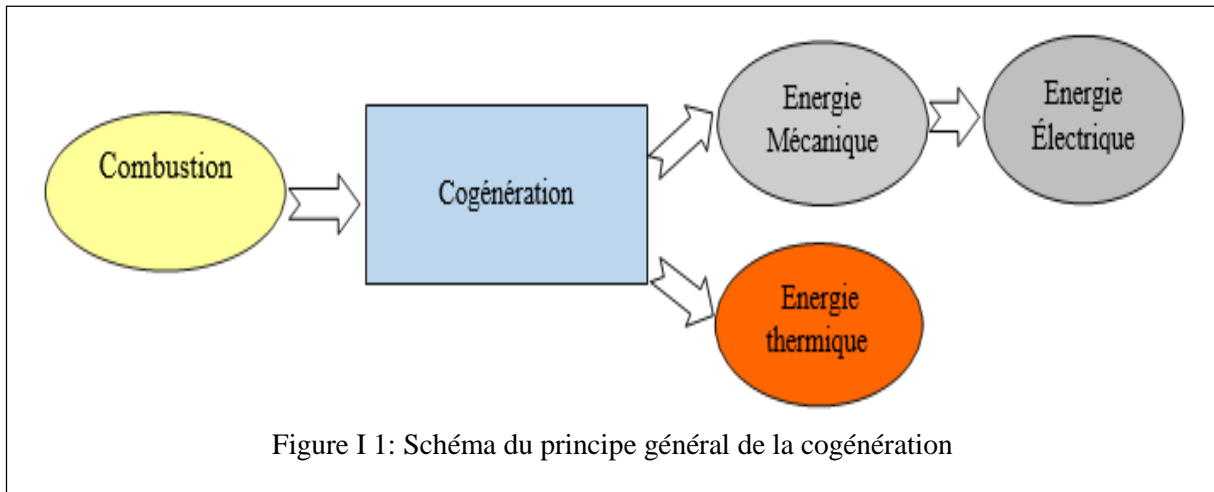 Combustion
Cogénération
Energie
Mécanique
Energie
Électrique
Energie
thermique
Figure I 1: Schéma du principe général de la cogénération